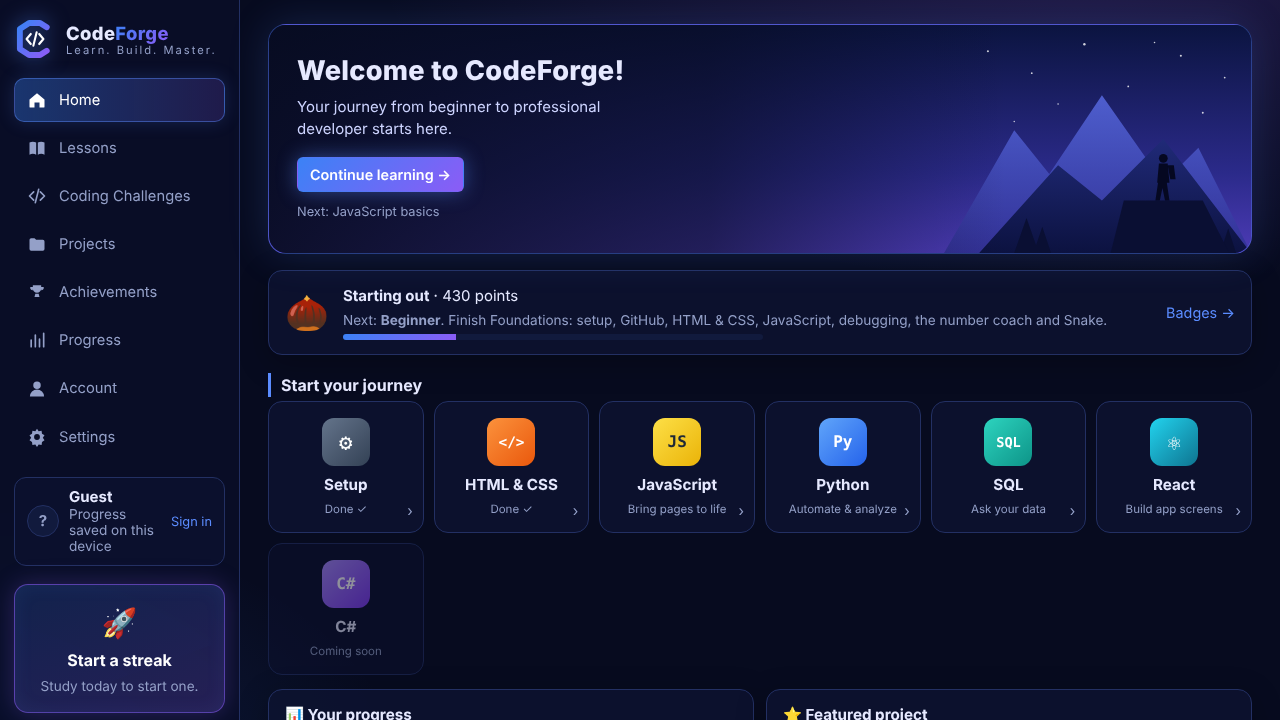 CodeForge
Learn. Build. Master.
Home
Lessons
Coding Challenges
Projects
Achievements
Progress
Account
Settings
?
Guest
Progress
saved on this
device
Sign in
Start a streak
Study today to start one.
Welcome to CodeForge!
Your journey from beginner to professional
developer starts here.
Continue learning →
Next: JavaScript basics
Starting out · 430 points
Next: Beginner. Finish Foundations: setup, GitHub, HTML & CSS, JavaScript, debugging, the number coach and Snake.
Badges →
Start your journey
Setup
Done ✓
›
</>
HTML & CSS
Done ✓
›
JS
JavaScript
Bring pages to life
›
Py
Python
Automate & analyze
›
SQL
SQL
Ask your data
›
React
Build app screens
›
C#
C#
Coming soon
Your progress
Featured project